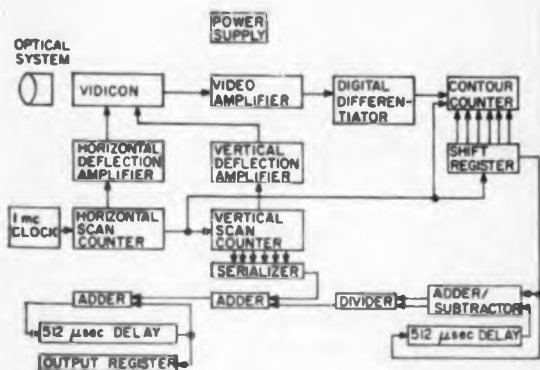 POWER
SUPPLY
OPTICAL
SYSTEM
VIDICON
VIDEO
AMPLIFIER
DIGITAL
DIFFEREN-
TIATOR
CONTOUR
COUNTER
HORIZONTAL
DEFLECTION
AMPLIFIER
VERTICAL
DEFLECTION
AMPLIFIER
SHIFT
REGISTER
1 mc
CLOCK
HORIZONTAL
SCAN
COUNTER
VERTICAL
SCAN
COUNTER
SERIALIZER
ADDER
ADDER
DIVIDER
ADDER/
SUBTRACTOR
512 μsec DELAY
512 μsec DELAY
OUTPUT REGISTER